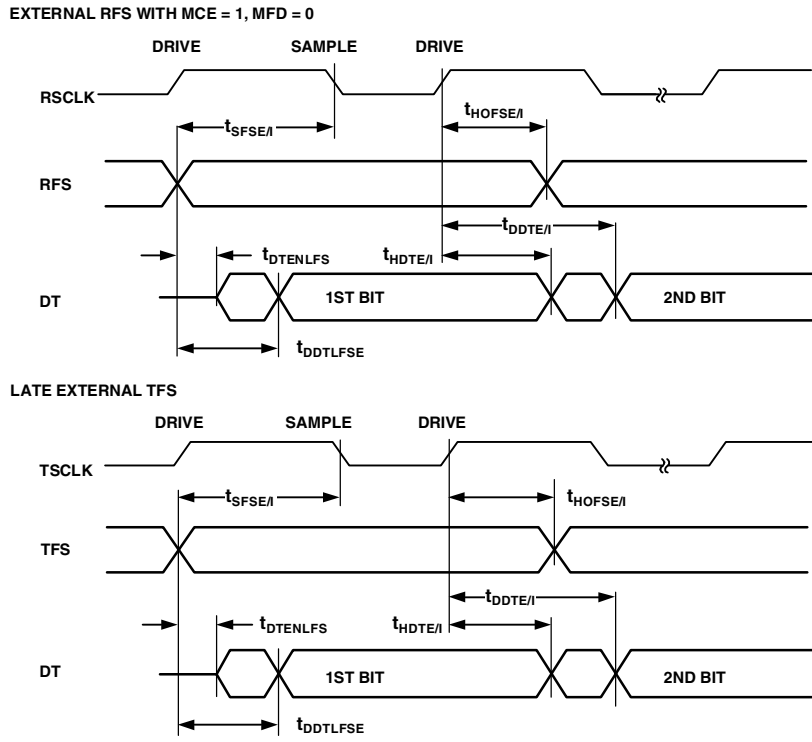 EXTERNAL RFS WITH MCE = 1, MFD = 0
DRIVE SAMPLE DRIVE
RSCLK
tHOFSE/I
tSFSE/I
RFS
tDDTE/I
tDTENLFS tHDTE/I
DT 1ST BIT 2ND BIT
tDDTLFSE
LATE EXTERNAL TFS
DRIVE SAMPLE DRIVE
TSCLK
tSFSE/I tHOFSE/I
TFS
tDDTE/I
tDTENLFS tHDTE/I
DT 1ST BIT 2ND BIT
tDDTLFSE